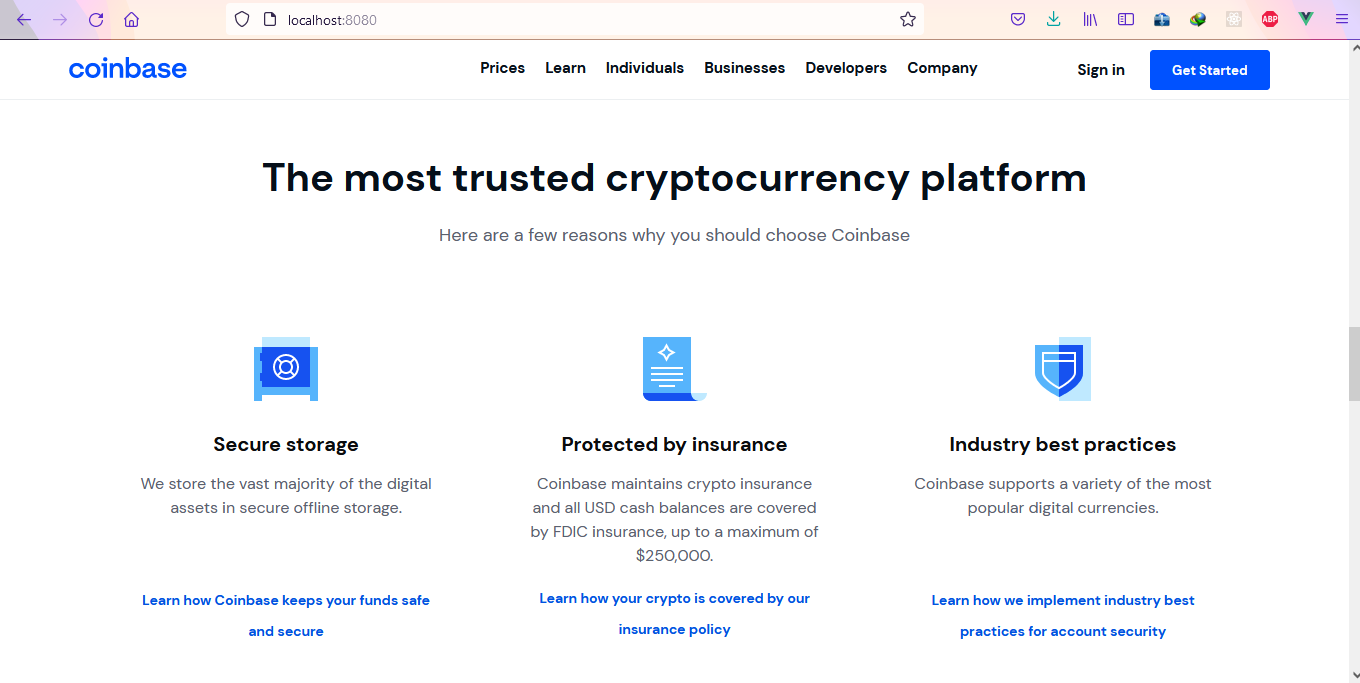 localhost:8080
coinbase
Prices Learn Individuals Businesses Developers Company Sign in Get Started
The most trusted cryptocurrency platform
Here are a few reasons why you should choose Coinbase
Secure storage
We store the vast majority of the digital
assets in secure offline storage.
Learn how Coinbase keeps your funds safe
and secure
Protected by insurance
Coinbase maintains crypto insurance
and all USD cash balances are covered
by FDIC insurance, up to a maximum of
$250,000.
Learn how your crypto is covered by our
insurance policy
Industry best practices
Coinbase supports a variety of the most
popular digital currencies.
Learn how we implement industry best
practices for account security
ABP